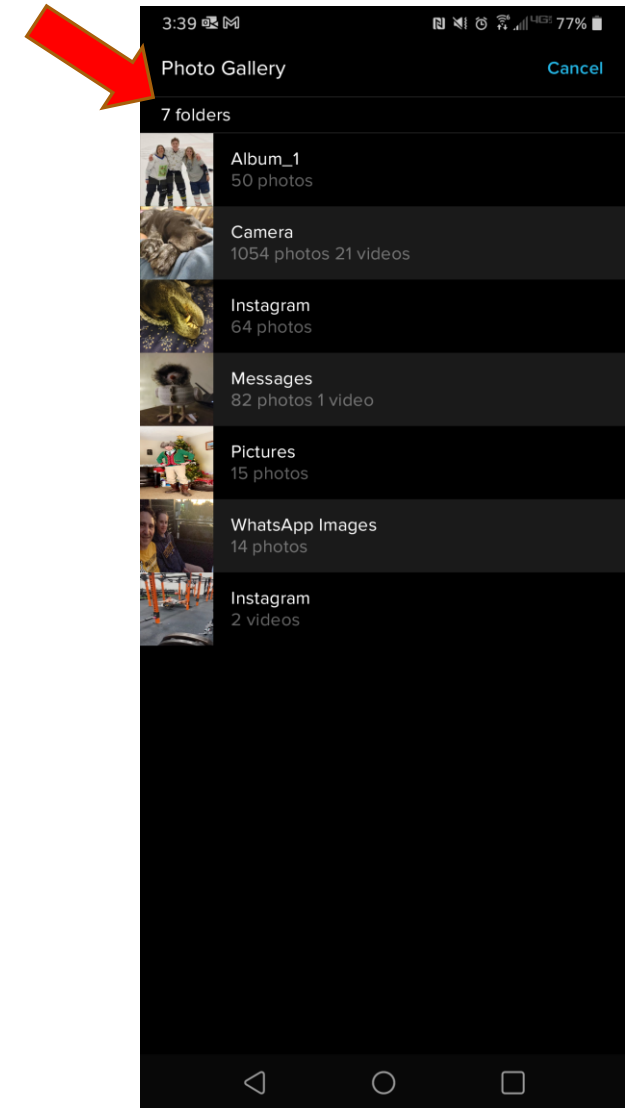 3:39 4G 77%
Photo Gallery Cancel
7 folders
Album_1
50 photos
Camera
1054 photos 21 videos
Instagram
64 photos
Messages
82 photos 1 video
Pictures
15 photos
WhatsApp Images
14 photos
Instagram
2 videos